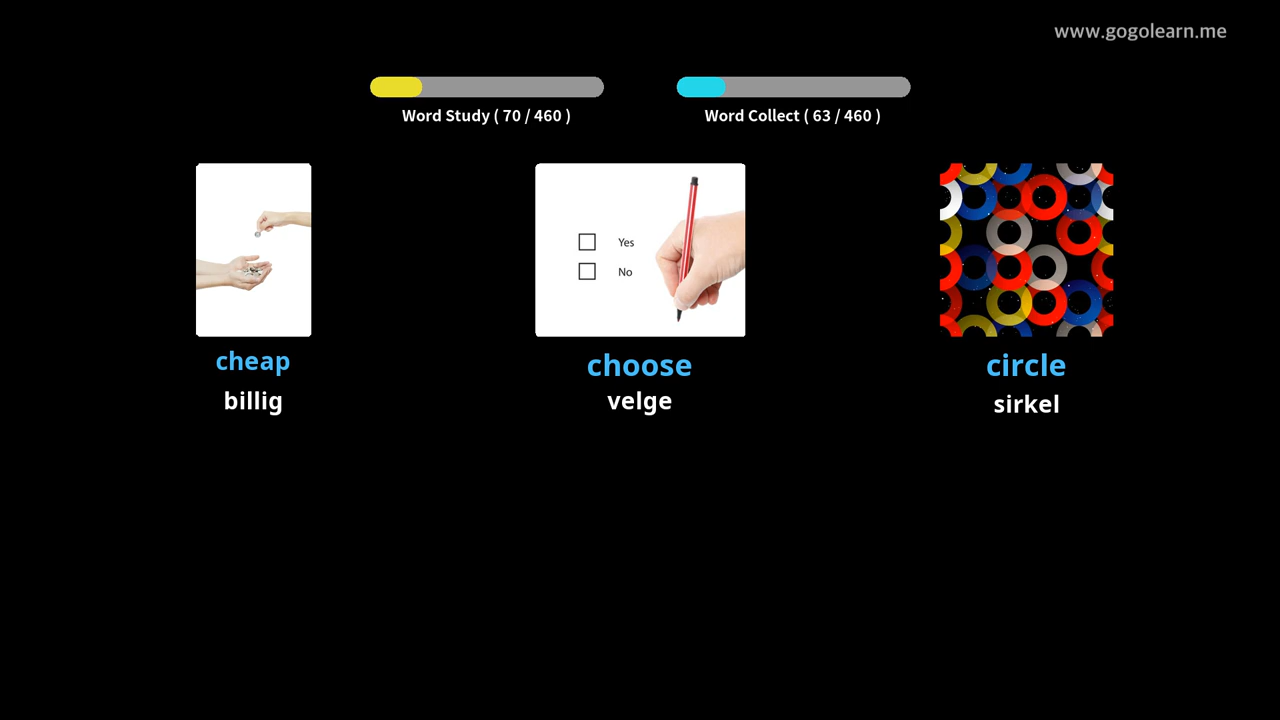 www.gogolearn.me
Word Study ( 70 / 460 )
Word Collect ( 63 / 460 )
Yes
No
cheap
billig
choose
velge
circle
sirkel